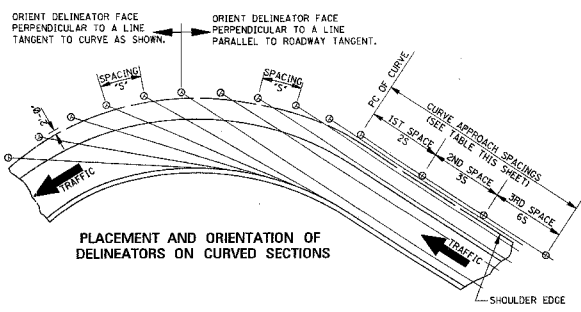 ORIENT DELINEATOR FACE
PERPENDICULAR TO A LINE
TANGENT TO CURVE AS SHOWN.
ORIENT DELINEATOR FACE
PERPENDICULAR TO A LINE
PARALLEL TO ROADWAY TANGENT.
SPACING
"S"
SPACING
"S"
PC OF CURVE
CURVE APPROACH SPACINGS
(SEE TABLE THIS SHEET)
1ST SPACE
2S
2ND SPACE
3S
3RD SPACE
6S
TRAFFIC
TRAFFIC
PLACEMENT AND ORIENTATION OF
DELINEATORS ON CURVED SECTIONS
SHOULDER EDGE